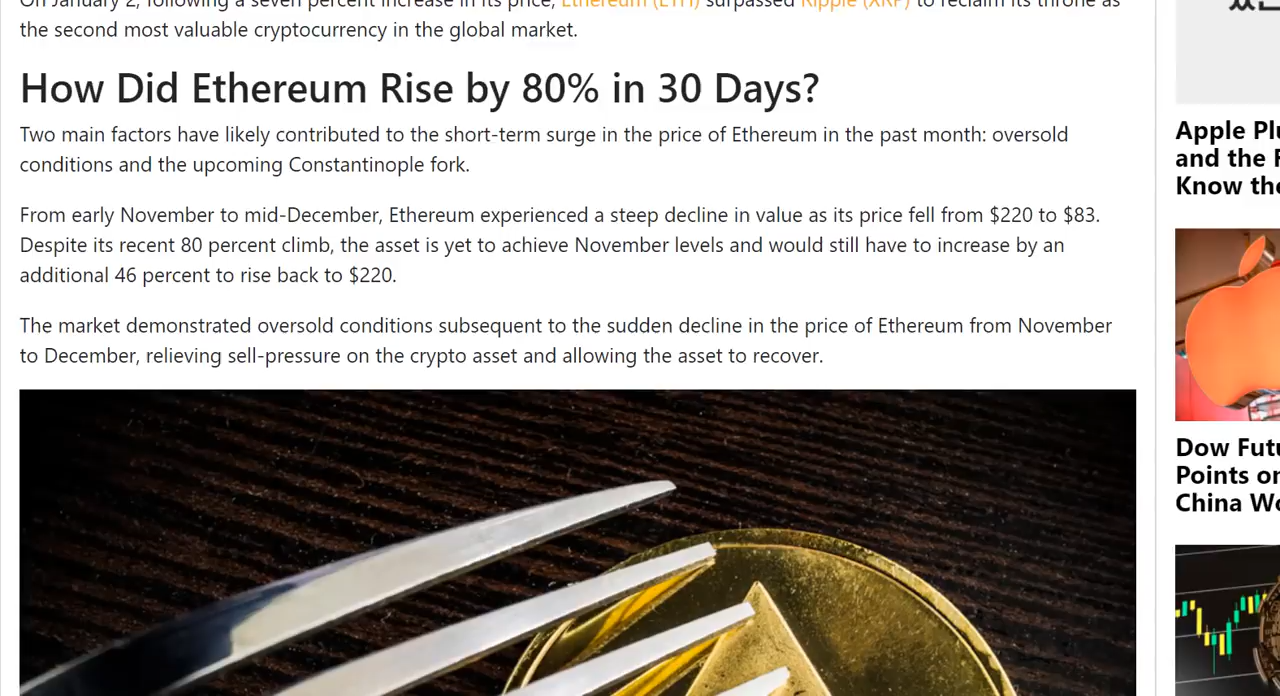 On January 2, following a seven percent increase in its price, Ethereum (ETH) surpassed Ripple (XRP) to reclaim its throne as
the second most valuable cryptocurrency in the global market.
How Did Ethereum Rise by 80% in 30 Days?
Two main factors have likely contributed to the short-term surge in the price of Ethereum in the past month: oversold
conditions and the upcoming Constantinople fork.
From early November to mid-December, Ethereum experienced a steep decline in value as its price fell from $220 to $83.
Despite its recent 80 percent climb, the asset is yet to achieve November levels and would still have to increase by an
additional 46 percent to rise back to $220.
The market demonstrated oversold conditions subsequent to the sudden decline in the price of Ethereum from November
to December, relieving sell-pressure on the crypto asset and allowing the asset to recover.
Apple Pl
and the
Know the
Dow Futu
Points on
China Wo